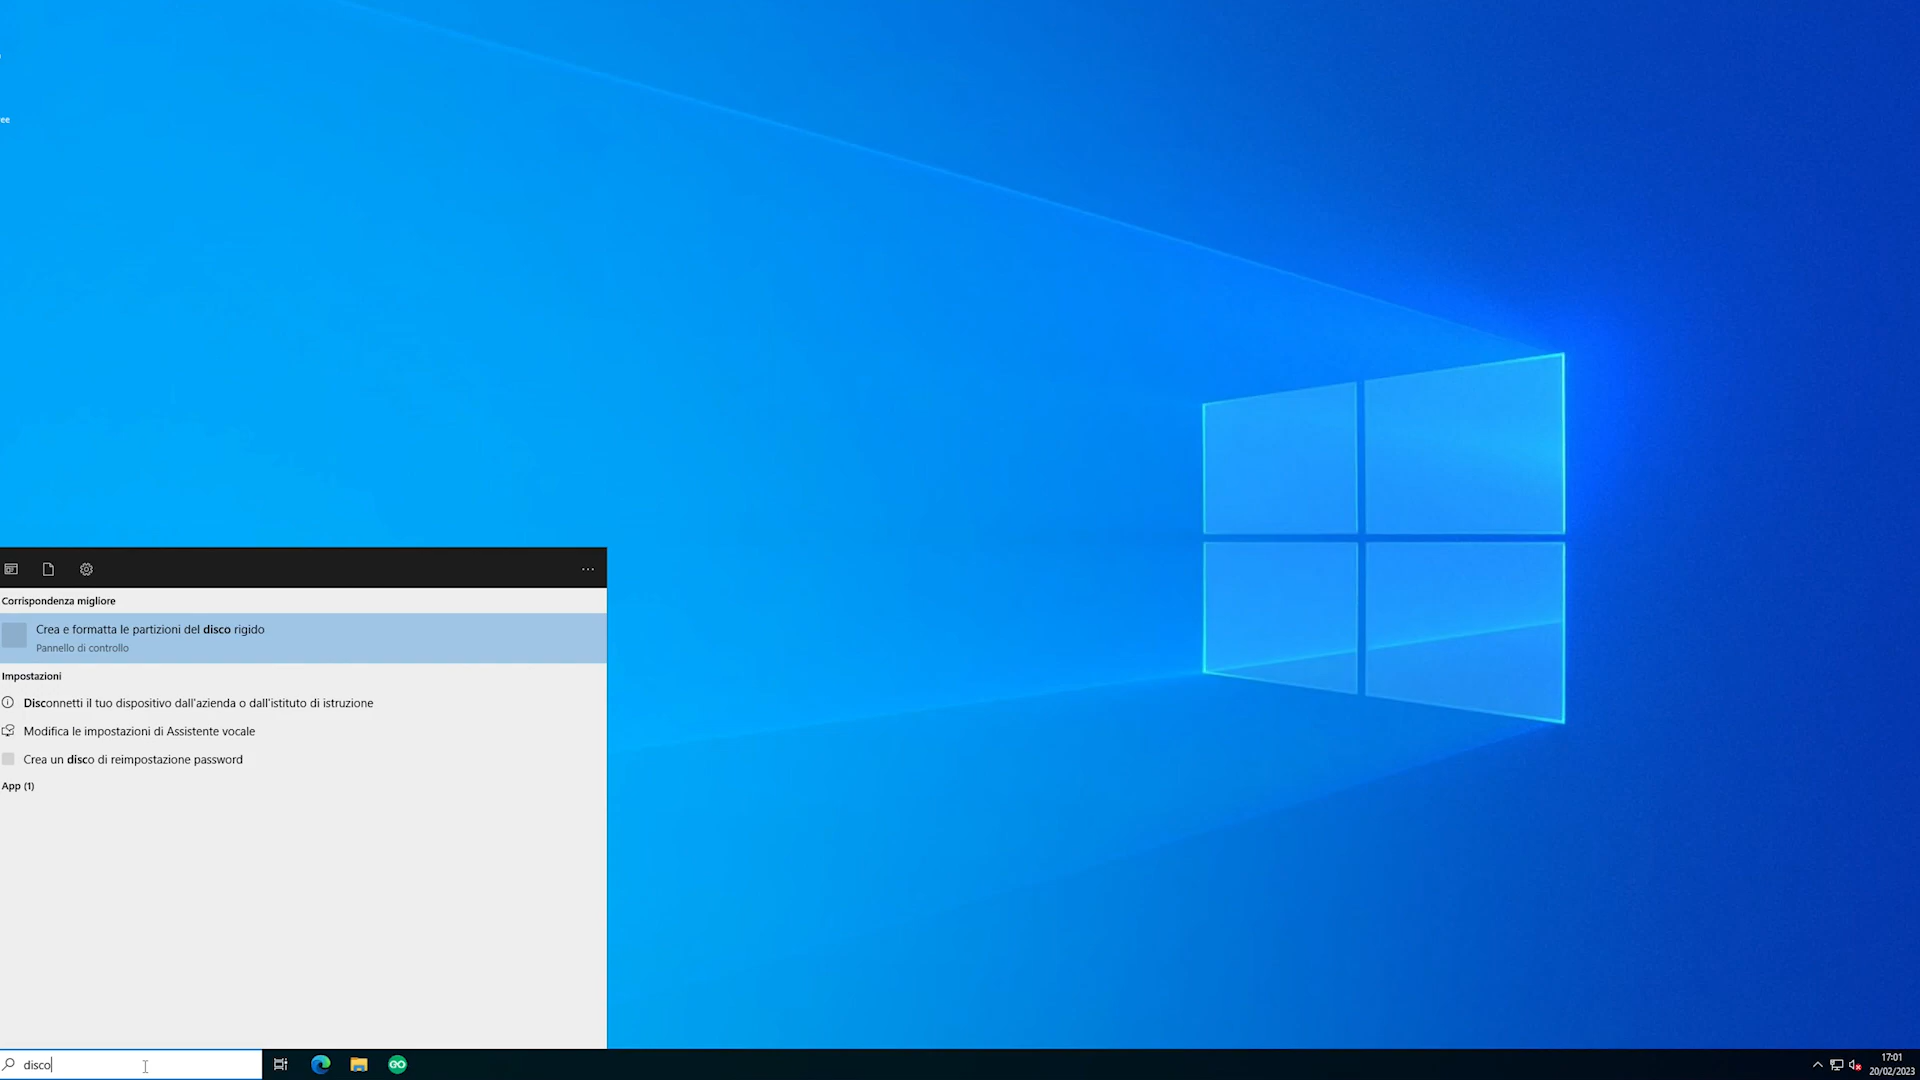 ee
Corrispondenza migliore
Crea e formatta le partizioni del disco rigido
Pannello di controllo
Impostazioni
Disconnetti il tuo dispositivo dall'azienda o dall'istituto di istruzione
Modifica le impostazioni di Assistente vocale
Crea un disco di reimpostazione password
App (1)
disco
GO
17:01
20/02/2023